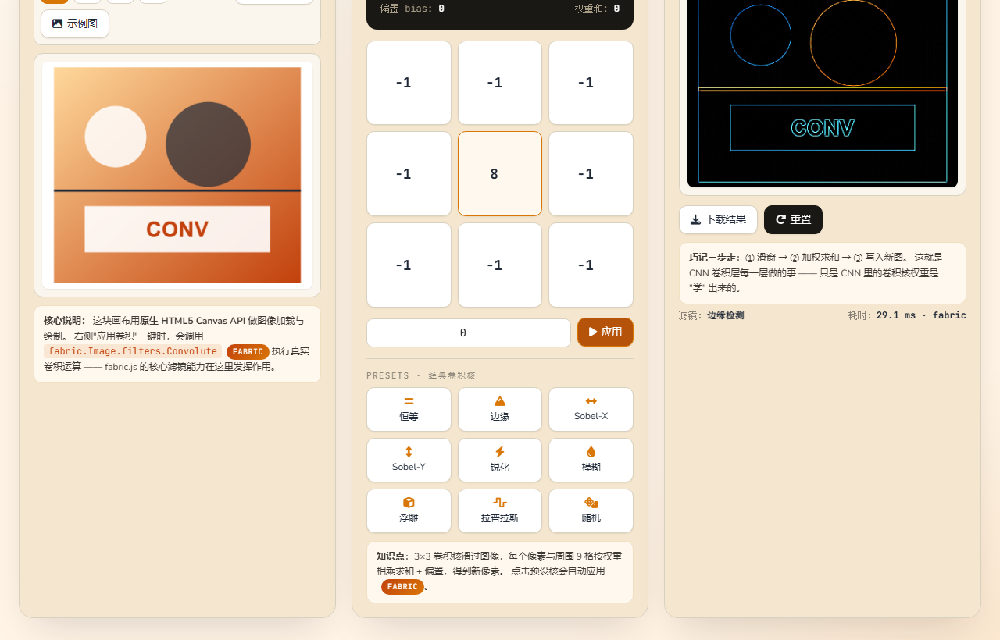 示例图
CONV
核心说明： 这块画布用原生 HTML5 Canvas API 做图像加载与
绘制。 右侧"应用卷积"一键时，会调用
fabric.Image.filters.Convolute FABRIC 执行真实
卷积运算 —— fabric.js 的核心滤镜能力在这里发挥作用。
偏置 bias: 0 权重和: 0
-1 -1 -1
-1 8 -1
-1 -1 -1
0 应用
PRESETS · 经典卷积核
恒等 边缘 Sobel-X
Sobel-Y 锐化 模糊
浮雕 拉普拉斯 随机
知识点： 3×3 卷积核滑过图像，每个像素与周围 9 格按权重
相乘求和 + 偏置，得到新像素。 点击预设核会自动应用
FABRIC 。
CONV
下载结果 重置
巧记三步走： ① 滑窗 → ② 加权求和 → ③ 写入新图。 这就是
CNN 卷积层每一层做的事 —— 只是 CNN 里的卷积核权重是
"学" 出来的。
滤镜: 边缘检测 耗时: 29.1 ms · fabric